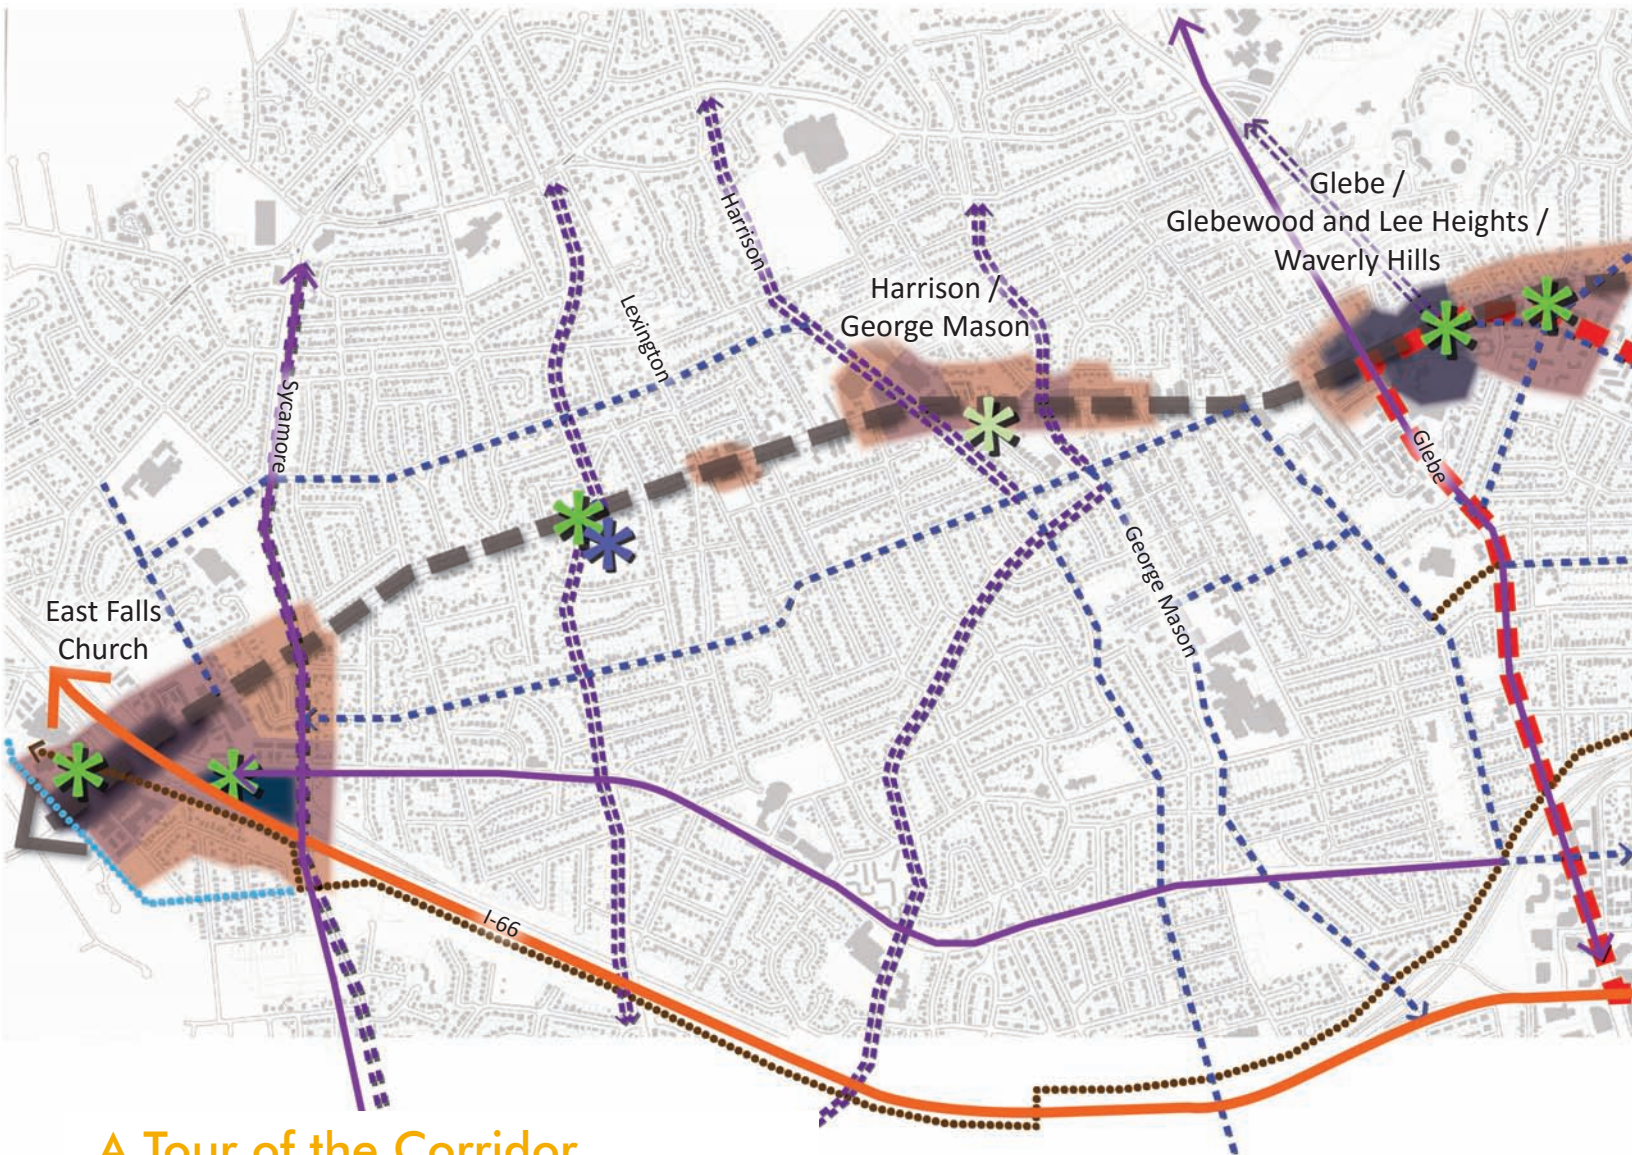 Glebe /
Glebewood and Lee Heights /
Waverly Hills
Harrison
Harrison /
George Mason
Lexington
Sycamore
Glebe
George Mason
East Falls
Church
I-66
A Tour of the Corridor